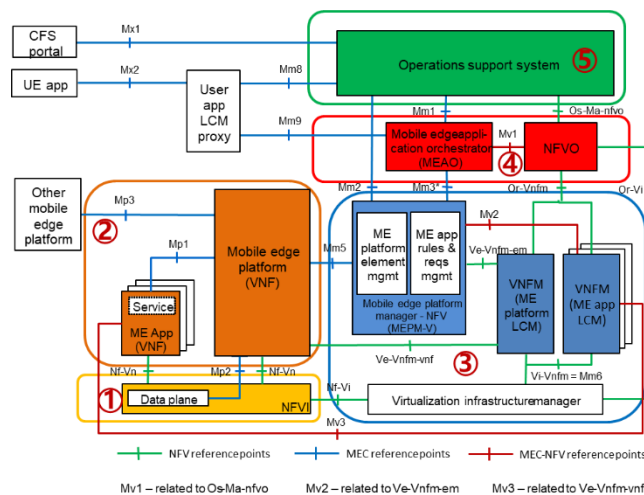 CFS
portal
Mx1
UE app
Mx2
User
app
LCM
proxy
Mm8
Mm9
Operations support system
⑤
Mm1
Os-Ma-nfvo
Mobile edgeappli-
cation orchestrator
(MEAO)
Mv1
④
NFVO
Mm2
Mm3*
Or-Vnfm
Or-Vi
Other
mobile
edge
platform
Mp3
②
Mp1
Mobile edge
platform
(VNF)
Service
ME App
(VNF)
Mm5
ME
platform
element
mgmt
ME app
rules &
reqs
mgmt
Mobile edge platform
manager - NFV
(MEPM-V)
Mv2
Ve-Vnfm-em
VNFM
(ME
platform
LCM)
VNFM
(ME app
LCM)
Ve-Vnfm-vnf
③
Nf-Vn
Mp2
Nf-Vn
Nf-Vi
Vi-Vnfm = Mm6
①
Data plane
NFVI
Virtualization infrastructuremanager
Mv3
NFV referencepoints
MEC referencepoints
MEC-NFV referencepoints
Mv1 – related to Os-Ma-nfvo
Mv2 – related to Ve-Vnfm-em
Mv3 – related to Ve-Vnfm-vnf